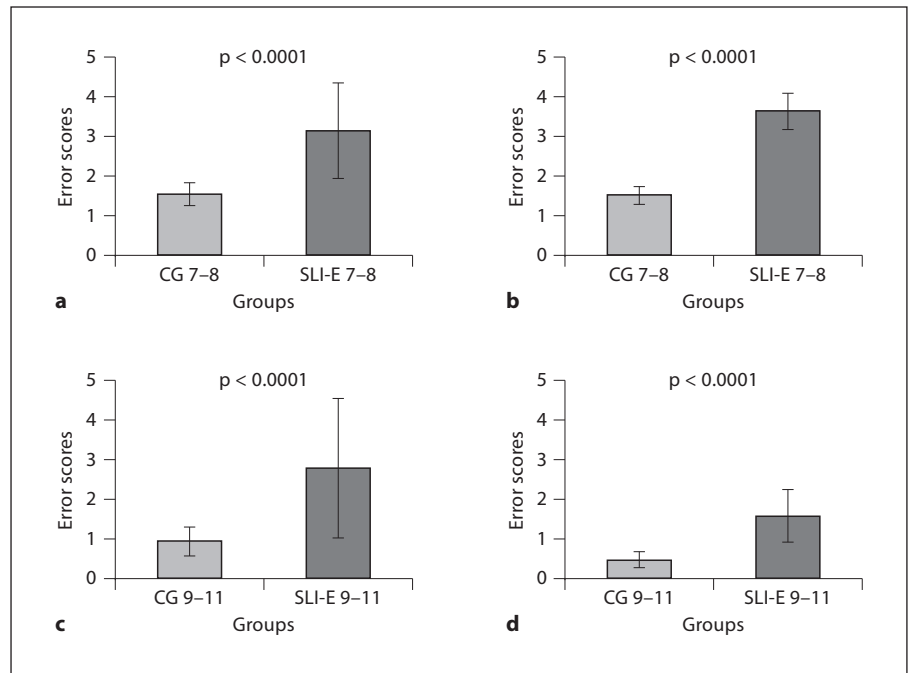 p < 0.0001
5
4
3
2
1
0
Error scores
CG 7–8
SLI-E 7–8
Groups
a
p < 0.0001
5
4
3
2
1
0
Error scores
CG 7–8
SLI-E 7–8
Groups
b
p < 0.0001
5
4
3
2
1
0
Error scores
CG 9–11
SLI-E 9–11
Groups
c
p < 0.0001
5
4
3
2
1
0
Error scores
CG 9–11
SLI-E 9–11
Groups
d